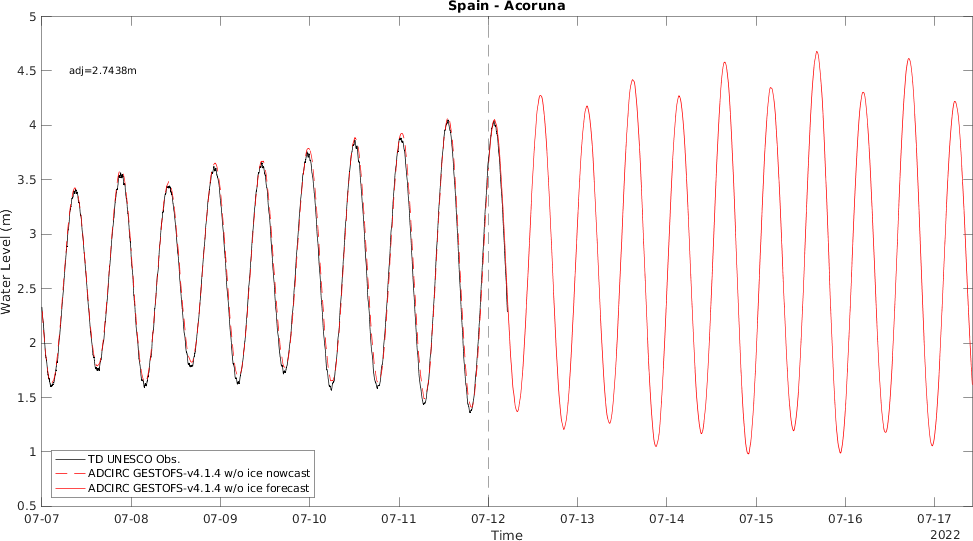 Spain - Acoruna
5
4.5
4
3.5
3
2.5
2
1.5
1
0.5
Water Level (m)
adj=2.7438m
TD UNESCO Obs.
ADCIRC GESTOFS-v4.1.4 w/o ice nowcast
ADCIRC GESTOFS-v4.1.4 w/o ice forecast
07-07 07-08 07-09 07-10 07-11 07-12 07-13 07-14 07-15 07-16 07-17
2022
Time